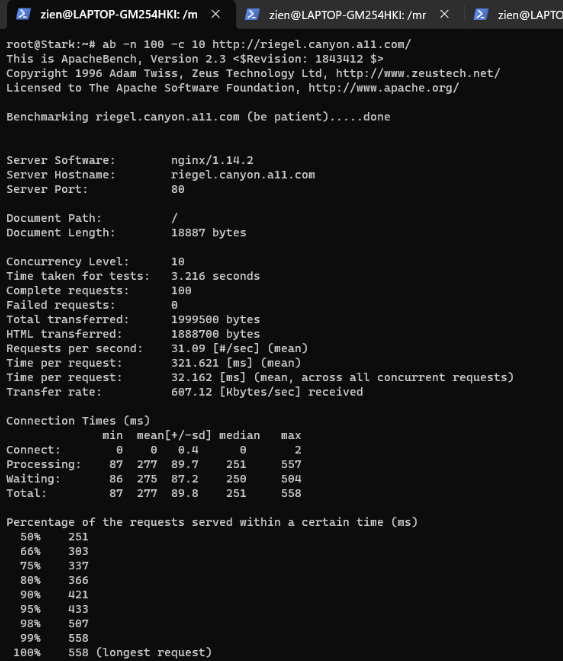 zien@LAPTOP-GM254HKI: /m × zien@LAPTOP-GM254HKI: /mr × zien@LAPTO
root@Stark:~# ab -n 100 -c 10 http://riegel.canyon.a11.com/
This is ApacheBench, Version 2.3 <$Revision: 1843412 $>
Copyright 1996 Adam Twiss, Zeus Technology Ltd, http://www.zeustech.net/
Licensed to The Apache Software Foundation, http://www.apache.org/

Benchmarking riegel.canyon.a11.com (be patient).....done


Server Software:        nginx/1.14.2
Server Hostname:        riegel.canyon.a11.com
Server Port:            80

Document Path:          /
Document Length:        18887 bytes

Concurrency Level:      10
Time taken for tests:   3.216 seconds
Complete requests:      100
Failed requests:        0
Total transferred:      1999500 bytes
HTML transferred:       1888700 bytes
Requests per second:    31.09 [#/sec] (mean)
Time per request:       321.621 [ms] (mean)
Time per request:       32.162 [ms] (mean, across all concurrent requests)
Transfer rate:          607.12 [Kbytes/sec] received

Connection Times (ms)
              min  mean[+/-sd] median   max
Connect:        0    0   0.4      0       2
Processing:    87  277  89.7    251     557
Waiting:       86  275  87.2    250     504
Total:         87  277  89.8    251     558

Percentage of the requests served within a certain time (ms)
  50%    251
  66%    303
  75%    337
  80%    366
  90%    421
  95%    433
  98%    507
  99%    558
 100%    558 (longest request)